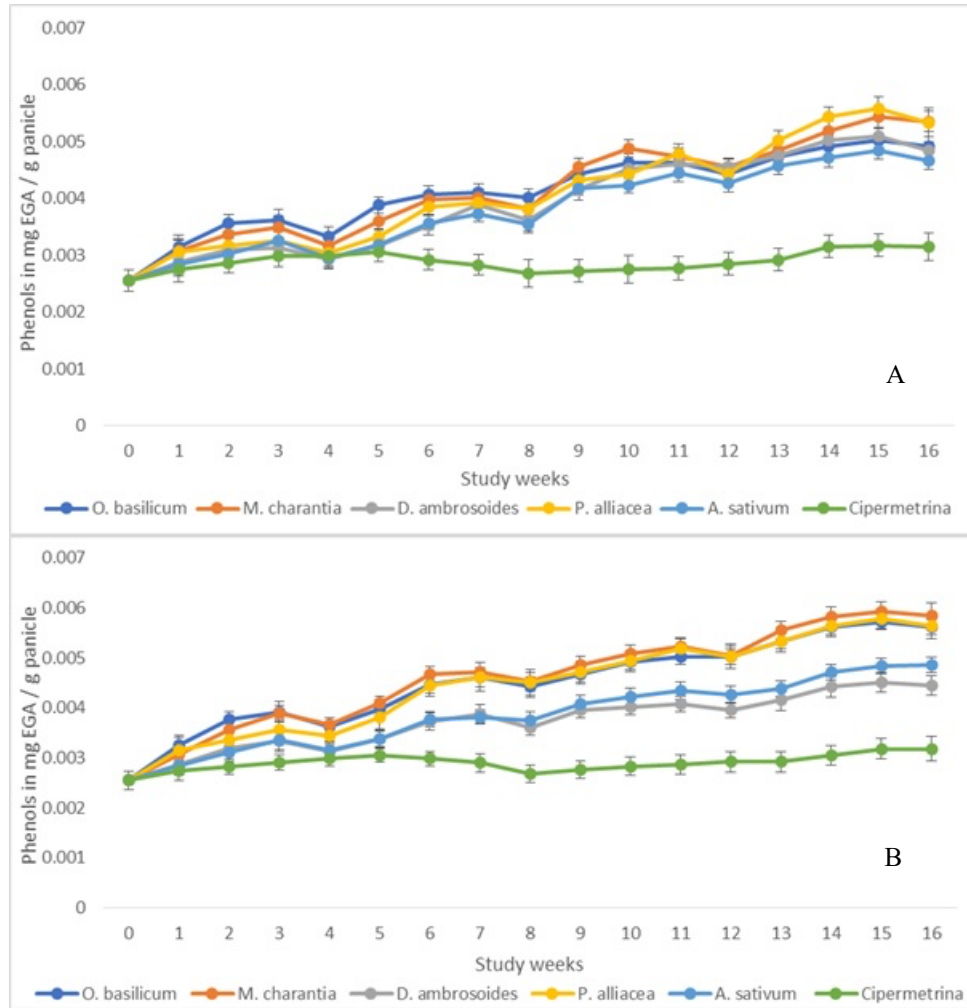 0.007
0.006
0.005
0.004
0.003
0.002
0.001
0
Phenols in mg EGA / g panicle
A
0 1 2 3 4 5 6 7 8 9 10 11 12 13 14 15 16
Study weeks
O. basilicum M. charantia D. ambrosoides P. alliacea A. sativum Cipermetrina
0.007
0.006
0.005
0.004
0.003
0.002
0.001
0
Phenols in mg EGA / g panicle
B
0 1 2 3 4 5 6 7 8 9 10 11 12 13 14 15 16
Study weeks
O. basilicum M. charantia D. ambrosoides P. alliacea A. sativum Cipermetrina